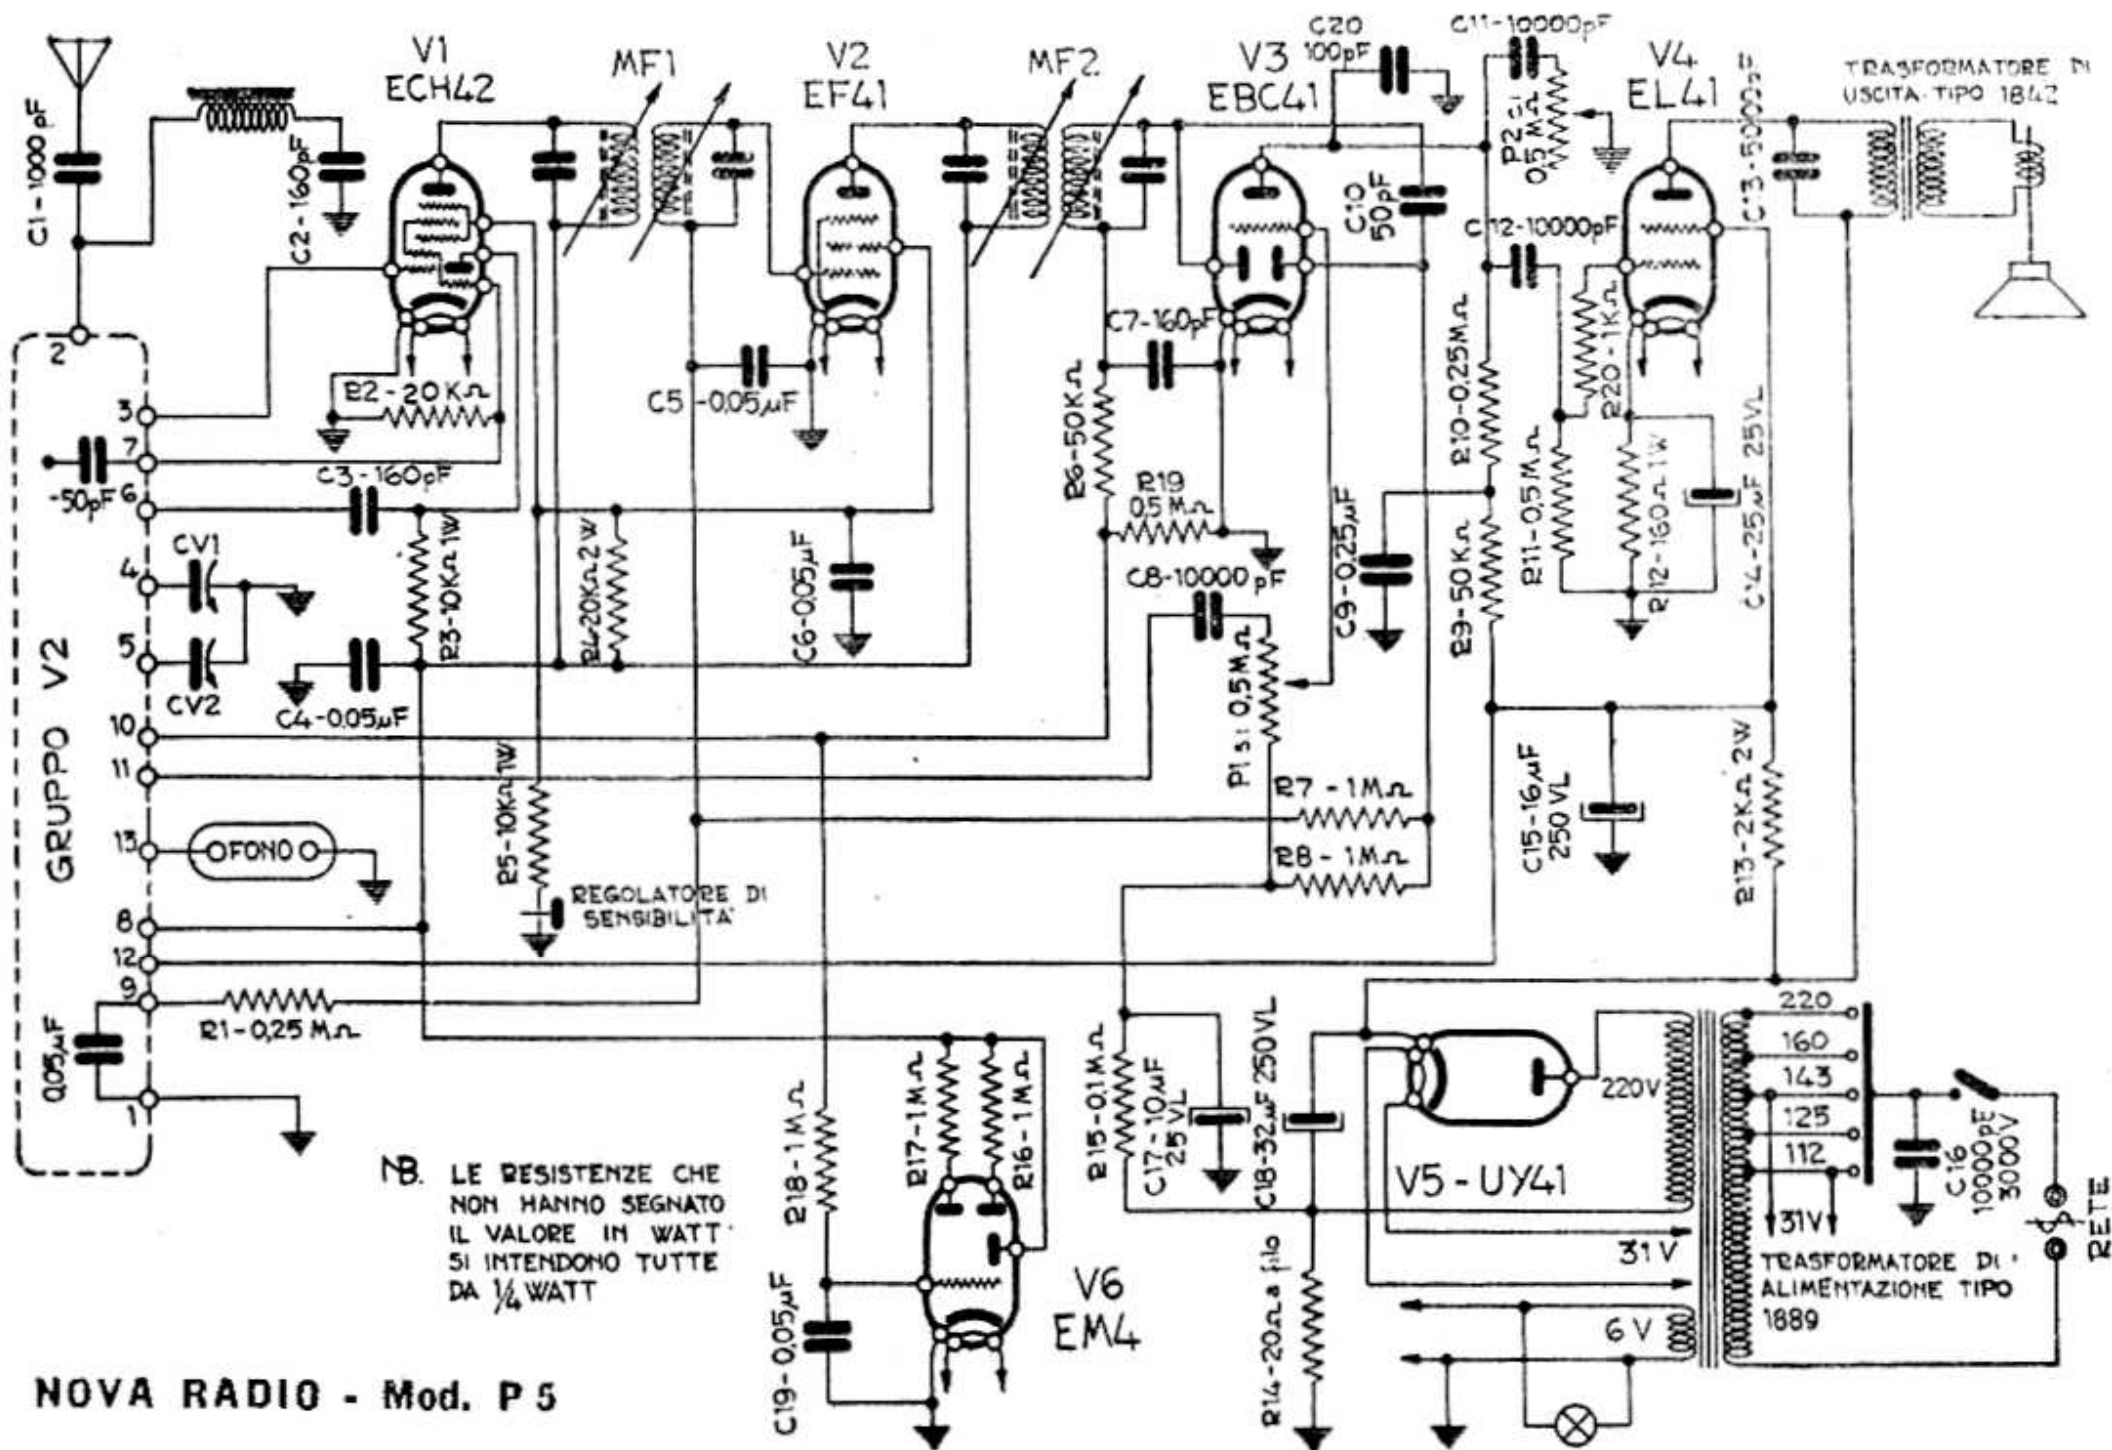 C1-1000pF
C2-160pF
V1
ECH42
MF1
V2
EF41
MF2
V3
EBC41
C20
100pF
C11-10000pF
P2 si
0,5 MΩ
V4
EL41
C13-5000pF
TRASFORMATORE DI
USCITA-TIPO 1842
C10
50pF
C12-10000pF
2
3
7
6
4
5
10
11
13
8
12
9
1
GRUPPO V2
-50pF
R2-20KΩ
C3-160pF
C5-0,05µF
C7-160pF
R6-50KΩ
R19
0,5 MΩ
R10-0,25MΩ
R20-1KΩ
R11-0,5MΩ
R12-160Ω 1W
C14-25µF 25VL
CV1
CV2
R3-10KΩ 1W
C4-0,05µF
R4-20KΩ 2W
C6-0,05µF
C8-10000pF
C9-0,25µF
R9-50KΩ
P1 si 0,5MΩ
R5-10KΩ 1W
R7-1MΩ
R8-1MΩ
C15-16µF
250VL
R13-2KΩ 2W
FONO
REGOLATORE DI
SENSIBILITA'
R1-0,25MΩ
0,05µF
R18-1MΩ
R17-1MΩ
R16-1MΩ
R15-0,1MΩ
C17-10µF
25VL
C18-32µF 250VL
V5-UY41
220V
220
160
143
125
112
31V
C16
10000pF
3000V
RETE
31V
6V
TRASFORMATORE DI
ALIMENTAZIONE TIPO
1889
R14-20Ω a filo
C19-0,05µF
V6
EM4
NB. LE RESISTENZE CHE
NON HANNO SEGNATO
IL VALORE IN WATT
SI INTENDONO TUTTE
DA 1/4 WATT
NOVA RADIO - Mod. P 5